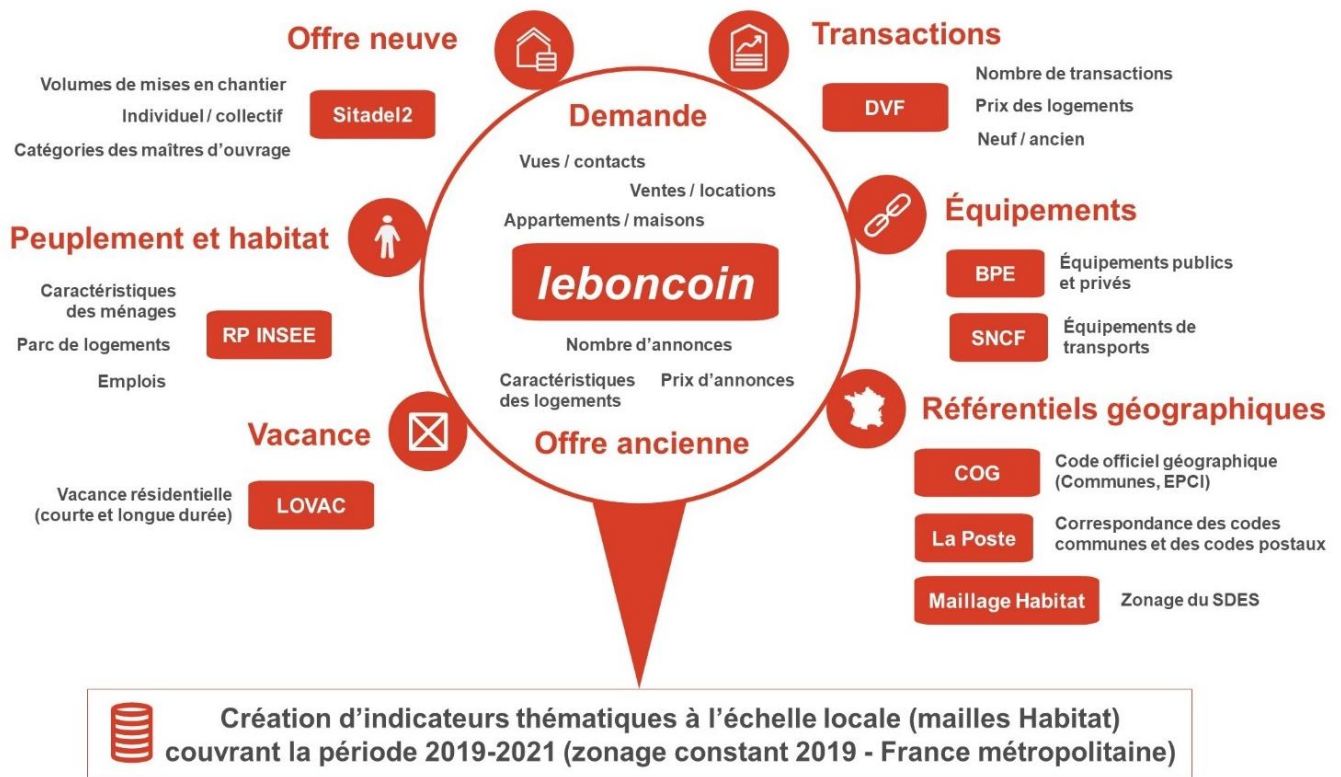 Offre neuve
Volumes de mises en chantier
Individuel / collectif
Catégories des maîtres d'ouvrage
Sitadel2
Peuplement et habitat
Caractéristiques
des ménages
Parc de logements
Emplois
RP INSEE
Vacance
Vacance résidentielle
(courte et longue durée)
LOVAC
Demande
Vues / contacts
Ventes / locations
Appartements / maisons
leboncoin
Nombre d'annonces
Caractéristiques
des logements
Prix d'annonces
Offre ancienne
Transactions
DVF
Nombre de transactions
Prix des logements
Neuf / ancien
Équipements
BPE
Équipements publics
et privés
SNCF
Équipements de
transports
Référentiels géographiques
COG
Code officiel géographique
(Communes, EPCI)
La Poste
Correspondance des codes
communes et des codes postaux
Maillage Habitat
Zonage du SDES
Création d'indicateurs thématiques à l'échelle locale (mailles Habitat)
couvrant la période 2019-2021 (zonage constant 2019 - France métropolitaine)